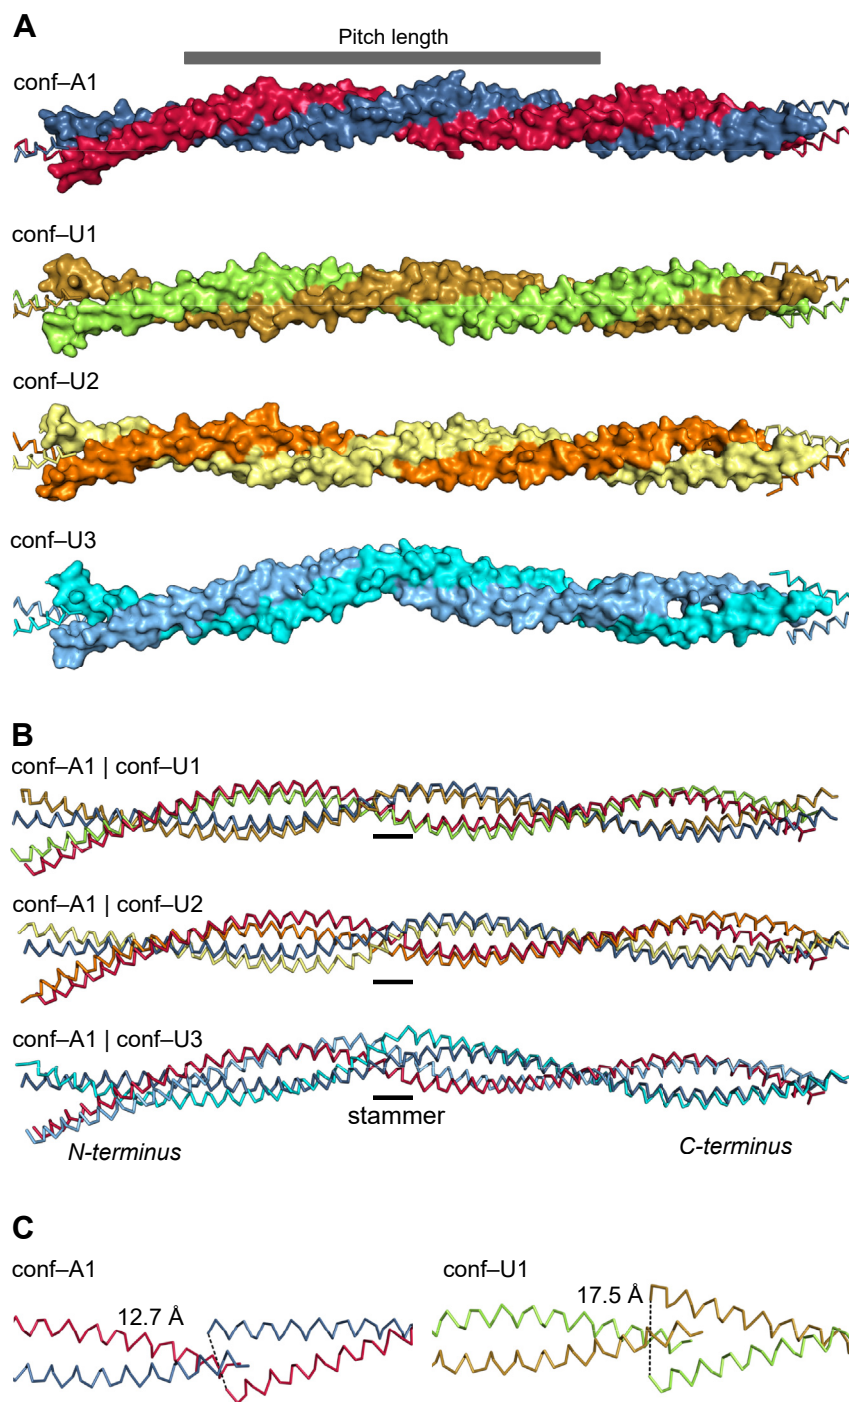 A
Pitch length
conf–A1
conf–U1
conf–U2
conf–U3
B
conf–A1 | conf–U1
conf–A1 | conf–U2
conf–A1 | conf–U3
stammer
N-terminus
C-terminus
C
conf–A1
conf–U1
12.7 Å
17.5 Å